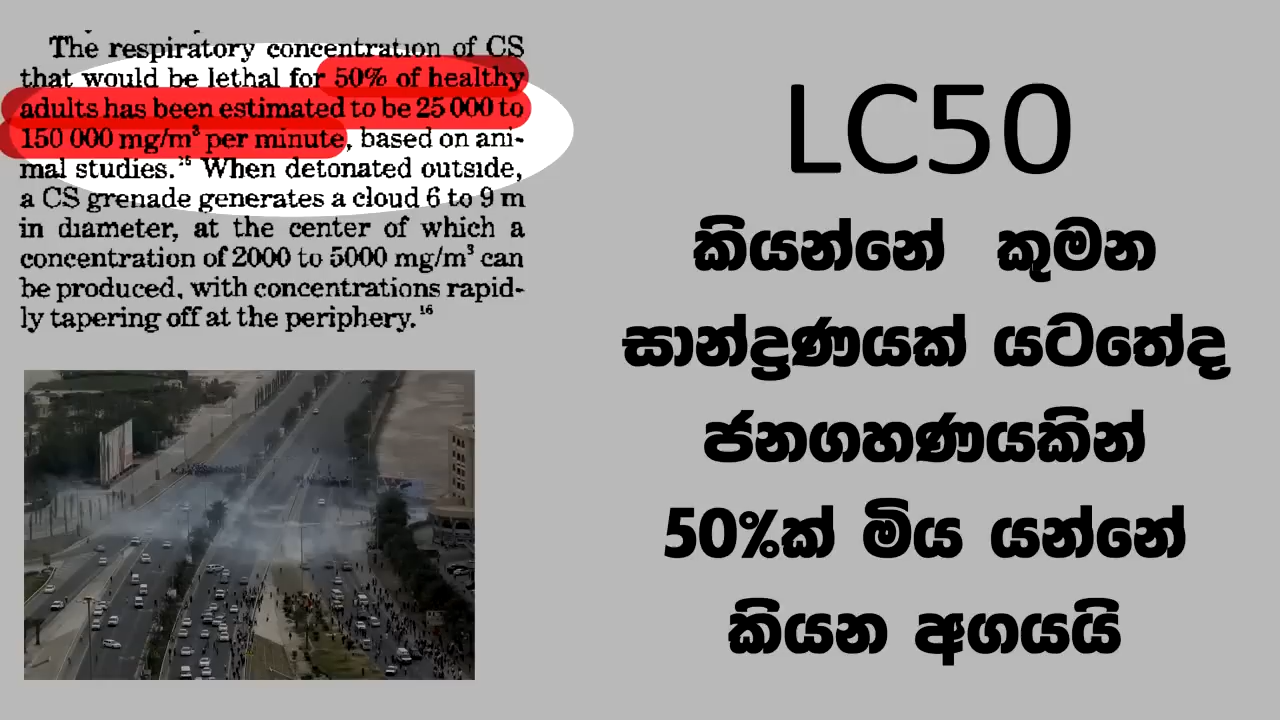 The respiratory concentration of CS
that would be lethal for 50% of healthy
adults has been estimated to be 25 000 to
150 000 mg/m³ per minute, based on ani-
mal studies.¹⁵ When detonated outside,
a CS grenade generates a cloud 6 to 9 m
in diameter, at the center of which a
concentration of 2000 to 5000 mg/m³ can
be produced, with concentrations rapid-
ly tapering off at the periphery.¹⁶
LC50
කියන්නේ කුමන
සාන්ද්‍රණයක් යටතේද
ජනගහණයකින්
50%ක් මිය යන්නේ
කියන අගයයි